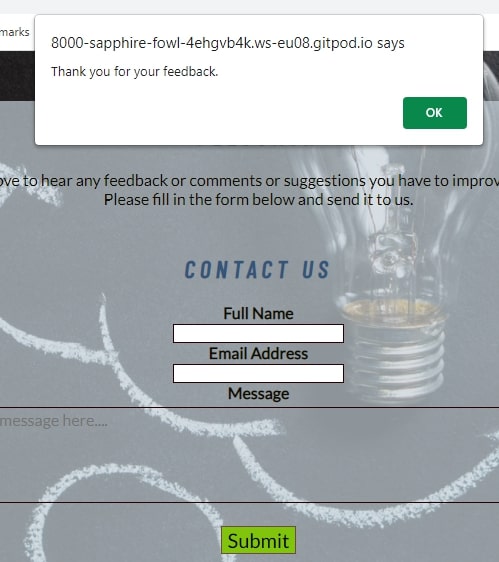 marks
8000-sapphire-fowl-4ehgvb4k.ws-eu08.gitpod.io says
Thank you for your feedback.
OK
ove to hear any feedback or comments or suggestions you have to improv
Please fill in the form below and send it to us.
CONTACT US
Full Name
Email Address
Message
message here....
Submit